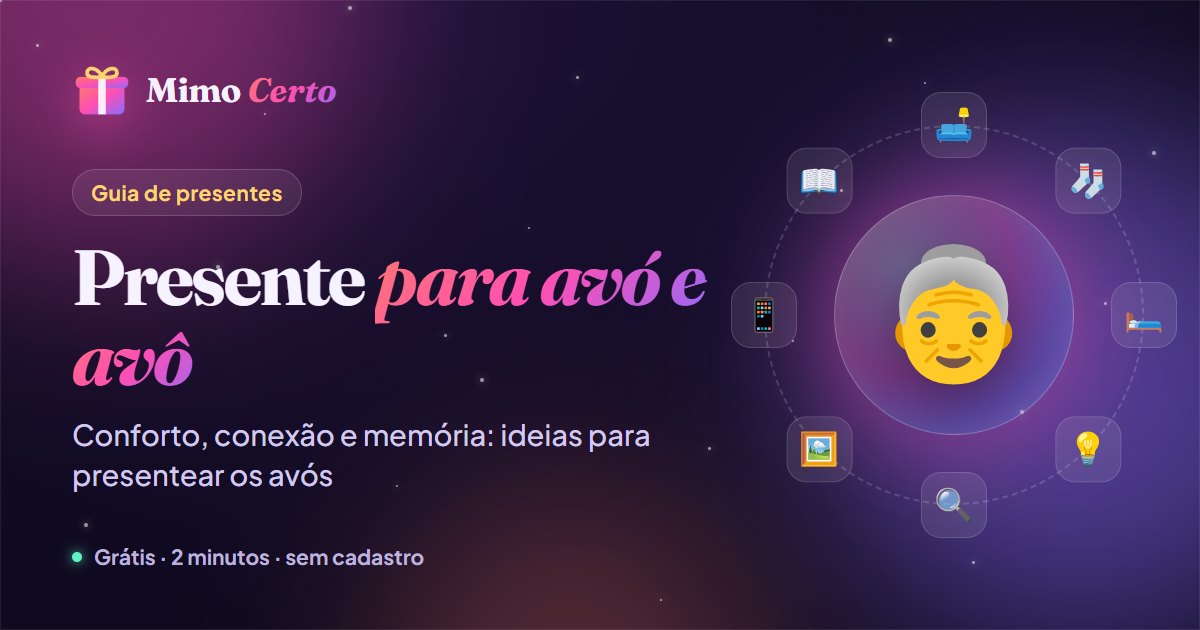 Mimo Certo
Guia de presentes
Presente para avó e
avô
Conforto, conexão e memória: ideias para
presentear os avós
Grátis · 2 minutos · sem cadastro